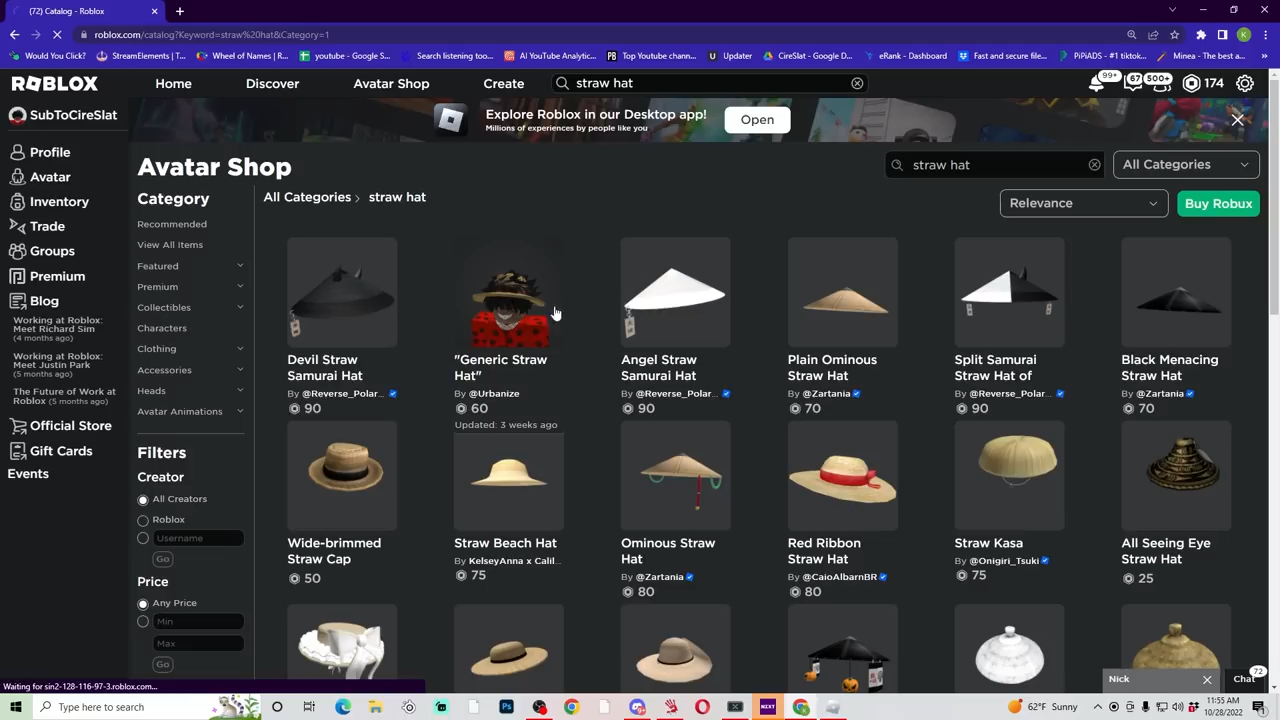 (72) Catalog - Roblox
roblox.com/catalog?Keyword=straw%20hat&Category=1
Would You Click?
StreamElements | T...
Wheel of Names | R...
youtube - Google S...
Search listening too...
AI YouTube Analytic...
Top Youtube chann...
Updater
CireSlat - Google D...
eRank - Dashboard
Fast and secure file...
PiPiADS - #1 tiktok...
Minea - The best a...
ROBLOX
Home
Discover
Avatar Shop
Create
straw hat
99+
67
500+
174
SubToCireSlat
Explore Roblox in our Desktop app!
Millions of experiences by people like you
Open
Profile
Avatar
Inventory
Trade
Groups
Premium
Blog
Working at Roblox:
Meet Richard Sim
(4 months ago)
Working at Roblox:
Meet Justin Park
(5 months ago)
The Future of Work at
Roblox (5 months ago)
Official Store
Gift Cards
Events
Avatar Shop
straw hat
All Categories
Category
Recommended
View All Items
Featured
Premium
Collectibles
Characters
Clothing
Accessories
Heads
Avatar Animations
Filters
Creator
All Creators
Roblox
Username
Go
Price
Any Price
Min
Max
Go
All Categories > straw hat
Relevance
Buy Robux
Devil Straw
Samurai Hat
By @Reverse_Polar...
90
"Generic Straw
Hat"
By @Urbanize
60
Updated: 3 weeks ago
Angel Straw
Samurai Hat
By @Reverse_Polar...
90
Plain Ominous
Straw Hat
By @Zartania
70
Split Samurai
Straw Hat of
By @Reverse_Polar...
90
Black Menacing
Straw Hat
By @Zartania
70
Wide-brimmed
Straw Cap
50
Straw Beach Hat
By KelseyAnna x Calil...
75
Ominous Straw
Hat
By @Zartania
80
Red Ribbon
Straw Hat
By @CaioAlbarnBR
80
Straw Kasa
By @Onigiri_Tsuki
75
All Seeing Eye
Straw Hat
25
Nick
Chat
72
Waiting for sin2-128-116-97-3.roblox.com...
Type here to search
62°F Sunny
11:55 AM
10/28/2022